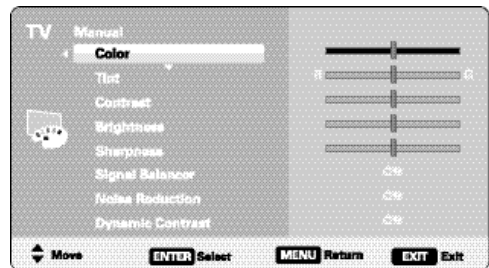 TV Manual
Color
Tint
Contrast
Brightness
Sharpness
Signal Balancer
Noise Reduction
Dynamic Contrast
Move ENTER Select MENU Return EXIT Exit